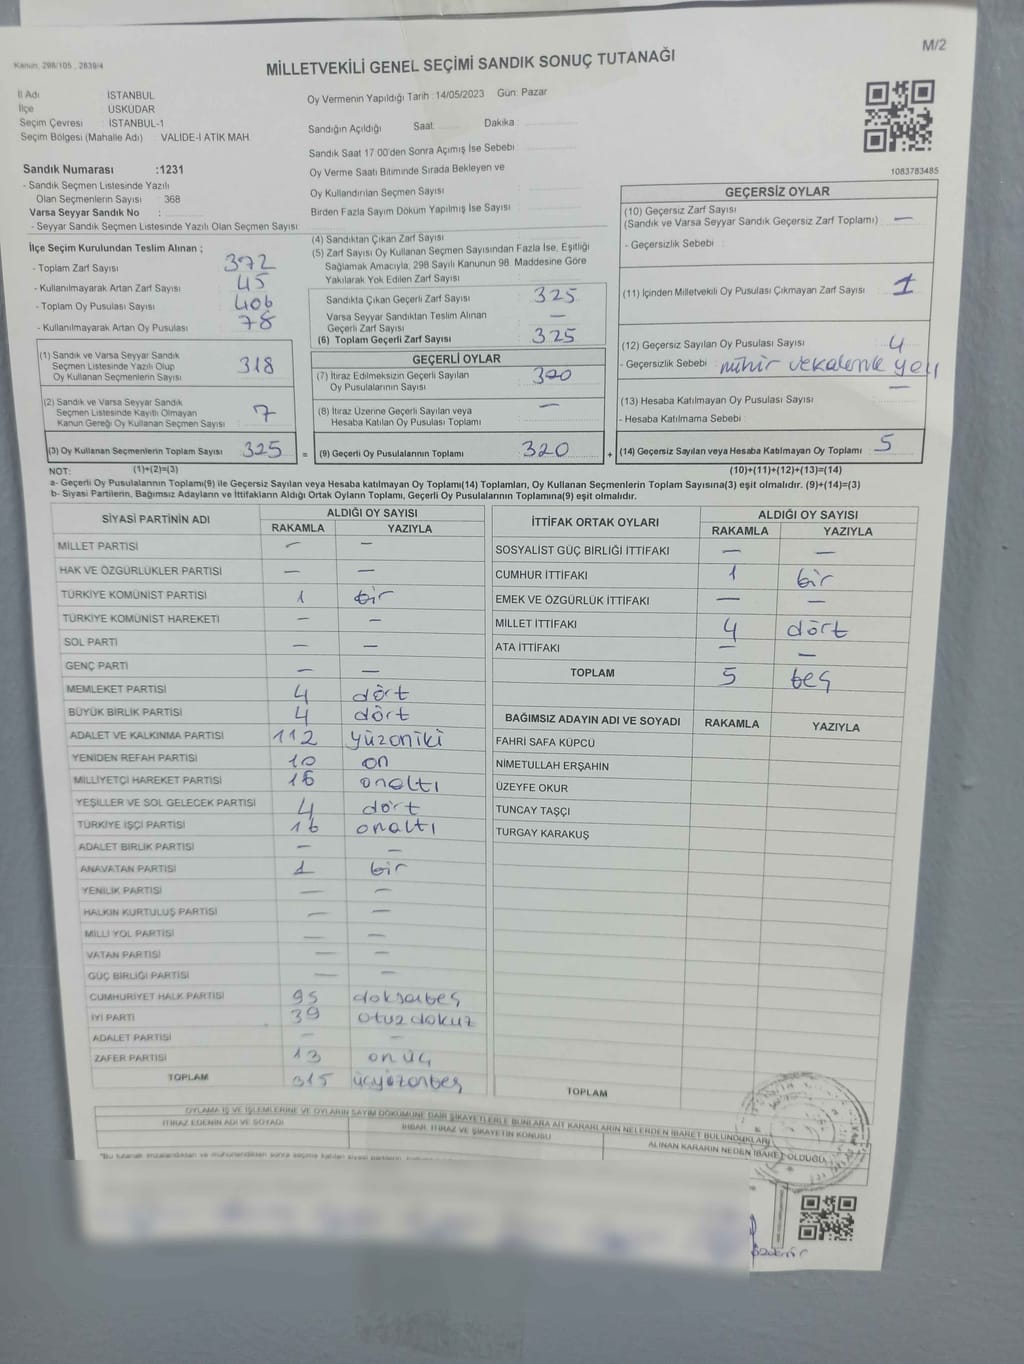 M/2
Kanun, 298/105 , 2839/4
MİLLETVEKİLİ GENEL SEÇİMİ SANDIK SONUÇ TUTANAĞI
İl Adı İSTANBUL
İlçe ÜSKÜDAR
Seçim Çevresi : İSTANBUL-1
Seçim Bölgesi (Mahalle Adı) VALİDE-İ ATİK MAH.
Sandık Numarası :1231
- Sandık Seçmen Listesinde Yazılı
Olan Seçmenlerin Sayısı : 368
Varsa Seyyar Sandık No :
- Seyyar Sandık Seçmen Listesinde Yazılı Olan Seçmen Sayısı
Oy Vermenin Yapıldığı Tarih :14/05/2023 Gün: Pazar
Sandığın Açıldığı Saat Dakika
Sandık Saat 17:00'den Sonra Açımış İse Sebebi
Oy Verme Saati Bitiminde Sırada Bekleyen ve
Oy Kullandırılan Seçmen Sayısı
Birden Fazla Sayım Döküm Yapılmış İse Sayısı
1083783485
İlçe Seçim Kurulundan Teslim Alınan ;
- Toplam Zarf Sayısı 372
- Kullanılmayarak Artan Zarf Sayısı 45
- Toplam Oy Pusulası Sayısı 406
- Kullanılmayarak Artan Oy Pusulası 78
(1) Sandık ve Varsa Seyyar Sandık
Seçmen Listesinde Yazılı Olup
Oy Kullanan Seçmenlerin Sayısı 318
(2) Sandık ve Varsa Seyyar Sandık
Seçmen Listesinde Kayıtlı Olmayan
Kanun Gereği Oy Kullanan Seçmen Sayısı 7
(3) Oy Kullanan Seçmenlerin Toplam Sayısı 325 =
(4) Sandıktan Çıkan Zarf Sayısı
(5) Zarf Sayısı Oy Kullanan Seçmen Sayısından Fazla İse, Eşitliği
Sağlamak Amacıyla, 298 Sayılı Kanunun 98. Maddesine Göre
Yakılarak Yok Edilen Zarf Sayısı
Sandıkta Çıkan Geçerli Zarf Sayısı 325
Varsa Seyyar Sandıktan Teslim Alınan
Geçerli Zarf Sayısı —
(6) Toplam Geçerli Zarf Sayısı 325
GEÇERLİ OYLAR
(7) İtiraz Edilmeksizin Geçerli Sayılan
Oy Pusulalarının Sayısı 320
(8) İtiraz Üzerine Geçerli Sayılan veya
Hesaba Katılan Oy Pusulası Toplamı —
(9) Geçerli Oy Pusulalarının Toplamı 320 +
GEÇERSİZ OYLAR
(10) Geçersiz Zarf Sayısı
(Sandık ve Varsa Seyyar Sandık Geçersiz Zarf Toplamı) —
- Geçersizlik Sebebi
(11) İçinden Milletvekili Oy Pusulası Çıkmayan Zarf Sayısı 1
(12) Geçersiz Sayılan Oy Pusulası Sayısı 4
- Geçersizlik Sebebi
(13) Hesaba Katılmayan Oy Pusulası Sayısı —
- Hesaba Katılmama Sebebi
(14) Geçersiz Sayılan veya Hesaba Katılmayan Oy Toplamı 5
NOT: (1)+(2)=(3) (10)+(11)+(12)+(13)=(14)
a- Geçerli Oy Pusulalarının Toplamı(9) ile Geçersiz Sayılan veya Hesaba katılmayan Oy Toplamı(14) Toplamları, Oy Kullanan Seçmenlerin Toplam Sayısına(3) eşit olmalıdır. (9)+(14)=(3)
b- Siyasi Partilerin, Bağımsız Adayların ve İttifakların Aldığı Ortak Oyların Toplamı, Geçerli Oy Pusulalarının Toplamına(9) eşit olmalıdır.
SİYASİ PARTİNİN ADI ALDIĞI OY SAYISI
RAKAMLA YAZIYLA
MİLLET PARTİSİ — —
HAK VE ÖZGÜRLÜKLER PARTİSİ — —
TÜRKİYE KOMÜNİST PARTİSİ 1 bir
TÜRKİYE KOMÜNİST HAREKETİ — —
SOL PARTİ — —
GENÇ PARTİ — —
MEMLEKET PARTİSİ 4 dört
BÜYÜK BİRLİK PARTİSİ 4 dört
ADALET VE KALKINMA PARTİSİ 112 yüzoniki
YENİDEN REFAH PARTİSİ 10 on
MİLLİYETÇİ HAREKET PARTİSİ 16 onaltı
YEŞİLLER VE SOL GELECEK PARTİSİ 4 dört
TÜRKİYE İŞÇİ PARTİSİ 16 onaltı
ADALET BİRLİK PARTİSİ — —
ANAVATAN PARTİSİ 1 bir
YENİLİK PARTİSİ — —
HALKIN KURTULUŞ PARTİSİ — —
MİLLİ YOL PARTİSİ — —
VATAN PARTİSİ — —
GÜÇ BİRLİĞİ PARTİSİ — —
CUMHURİYET HALK PARTİSİ 95 doksanbeş
İYİ PARTİ 39 otuzdokuz
ADALET PARTİSİ — —
ZAFER PARTİSİ 13 onüç
TOPLAM 315 üçyüzonbeş
İTTİFAK ORTAK OYLARI ALDIĞI OY SAYISI
RAKAMLA YAZIYLA
SOSYALİST GÜÇ BİRLİĞİ İTTİFAKI — —
CUMHUR İTTİFAKI 1 bir
EMEK VE ÖZGÜRLÜK İTTİFAKI — —
MİLLET İTTİFAKI 4 dört
ATA İTTİFAKI — —
TOPLAM 5 beş
BAĞIMSIZ ADAYIN ADI VE SOYADI RAKAMLA YAZIYLA
FAHRİ SAFA KÜPCÜ
NİMETULLAH ERŞAHİN
ÜZEYFE OKUR
TUNCAY TAŞÇI
TURGAY KARAKUŞ
TOPLAM
OYLAMA İŞ VE İŞLEMLERİNE VE OYLARIN SAYIM DÖKÜMÜNE DAİR ŞİKAYETLERLE BUNLARA AİT KARARLARIN NELERDEN İBARET BULUNDUKLARI
İTİRAZ EDENİN ADI VE SOYADI İHBAR, İTİRAZ VE ŞİKAYETİN KONUSU ALINAN KARARIN NEDEN İBARET OLDUĞU